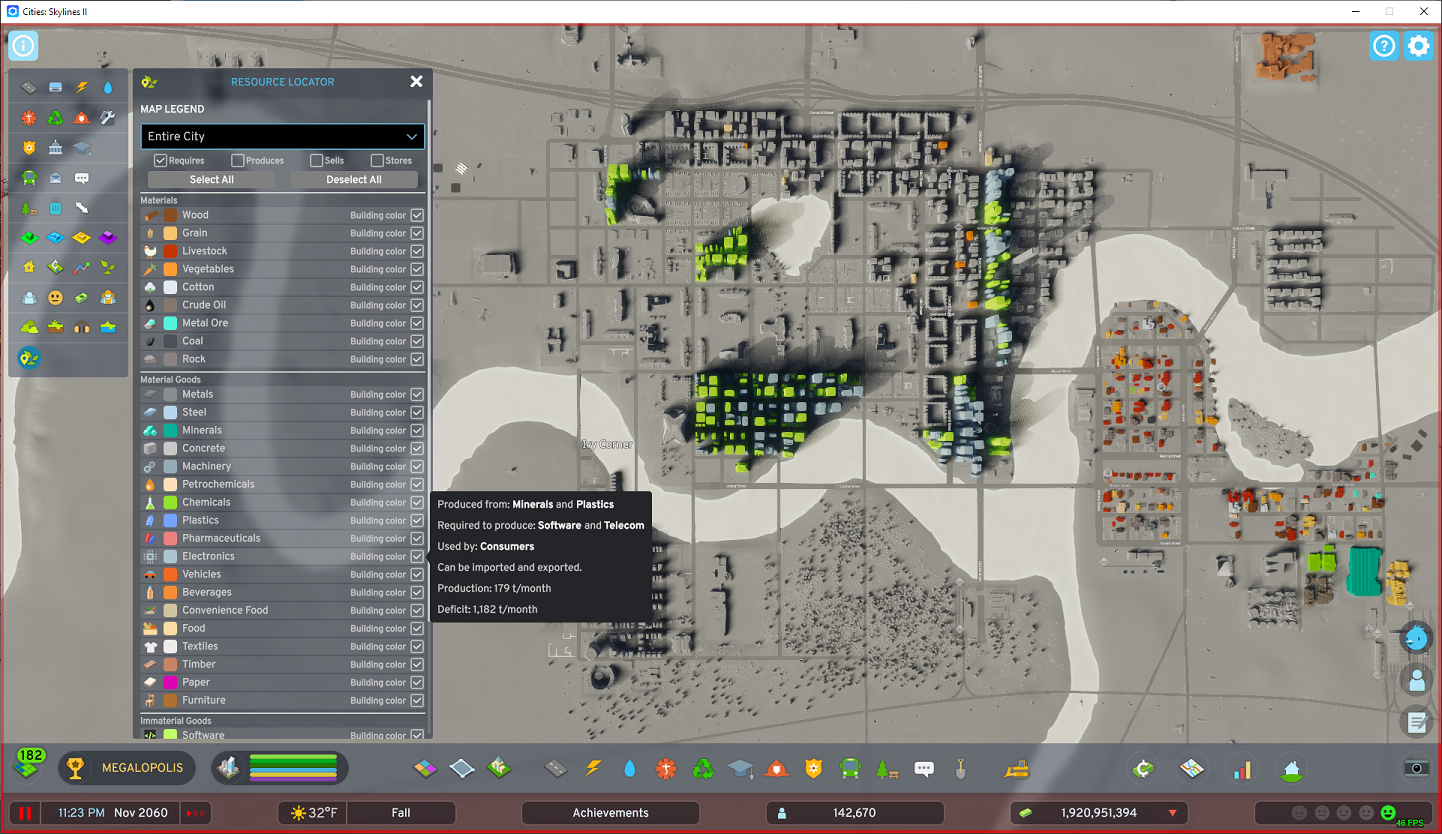 Cities: Skylines II
RESOURCE LOCATOR
MAP LEGEND
Entire City
Requires Produces Sells Stores
Select All Deselect All
Materials
Wood Building color
Grain Building color
Livestock Building color
Vegetables Building color
Cotton Building color
Crude Oil Building color
Metal Ore Building color
Coal Building color
Rock Building color
Material Goods
Metals Building color
Steel Building color
Minerals Building color
Concrete Building color
Machinery Building color
Petrochemicals Building color
Chemicals Building color
Plastics Building color
Pharmaceuticals Building color
Electronics Building color
Vehicles Building color
Beverages Building color
Convenience Food Building color
Food Building color
Textiles Building color
Timber Building color
Paper Building color
Furniture Building color
Immaterial Goods
Software Building color
Ivy Corner
Produced from: Minerals and Plastics
Required to produce: Software and Telecom
Used by: Consumers
Can be imported and exported.
Production: 179 t/month
Deficit: 1,182 t/month
182
MEGALOPOLIS
11:23 PM Nov 2060
32°F Fall
Achievements
142,670
1,920,951,394
46 FPS